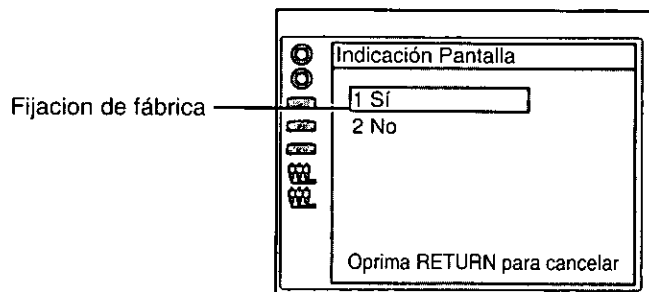 Indicación Pantalla
Fijacion de fábrica
1 Sí
2 No
Oprima RETURN para cancelar